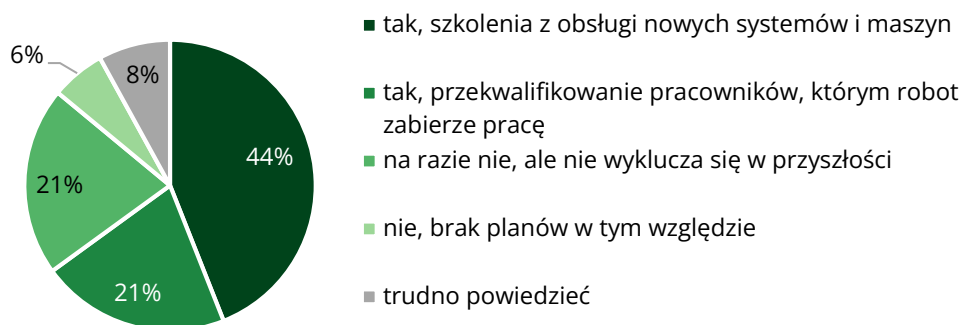 tak, szkolenia z obsługi nowych systemów i maszyn
6%
8%
tak, przekwalifikowanie pracowników, którym robot
zabierze pracę
44%
na razie nie, ale nie wyklucza się w przyszłości
21%
nie, brak planów w tym względzie
21%
trudno powiedzieć